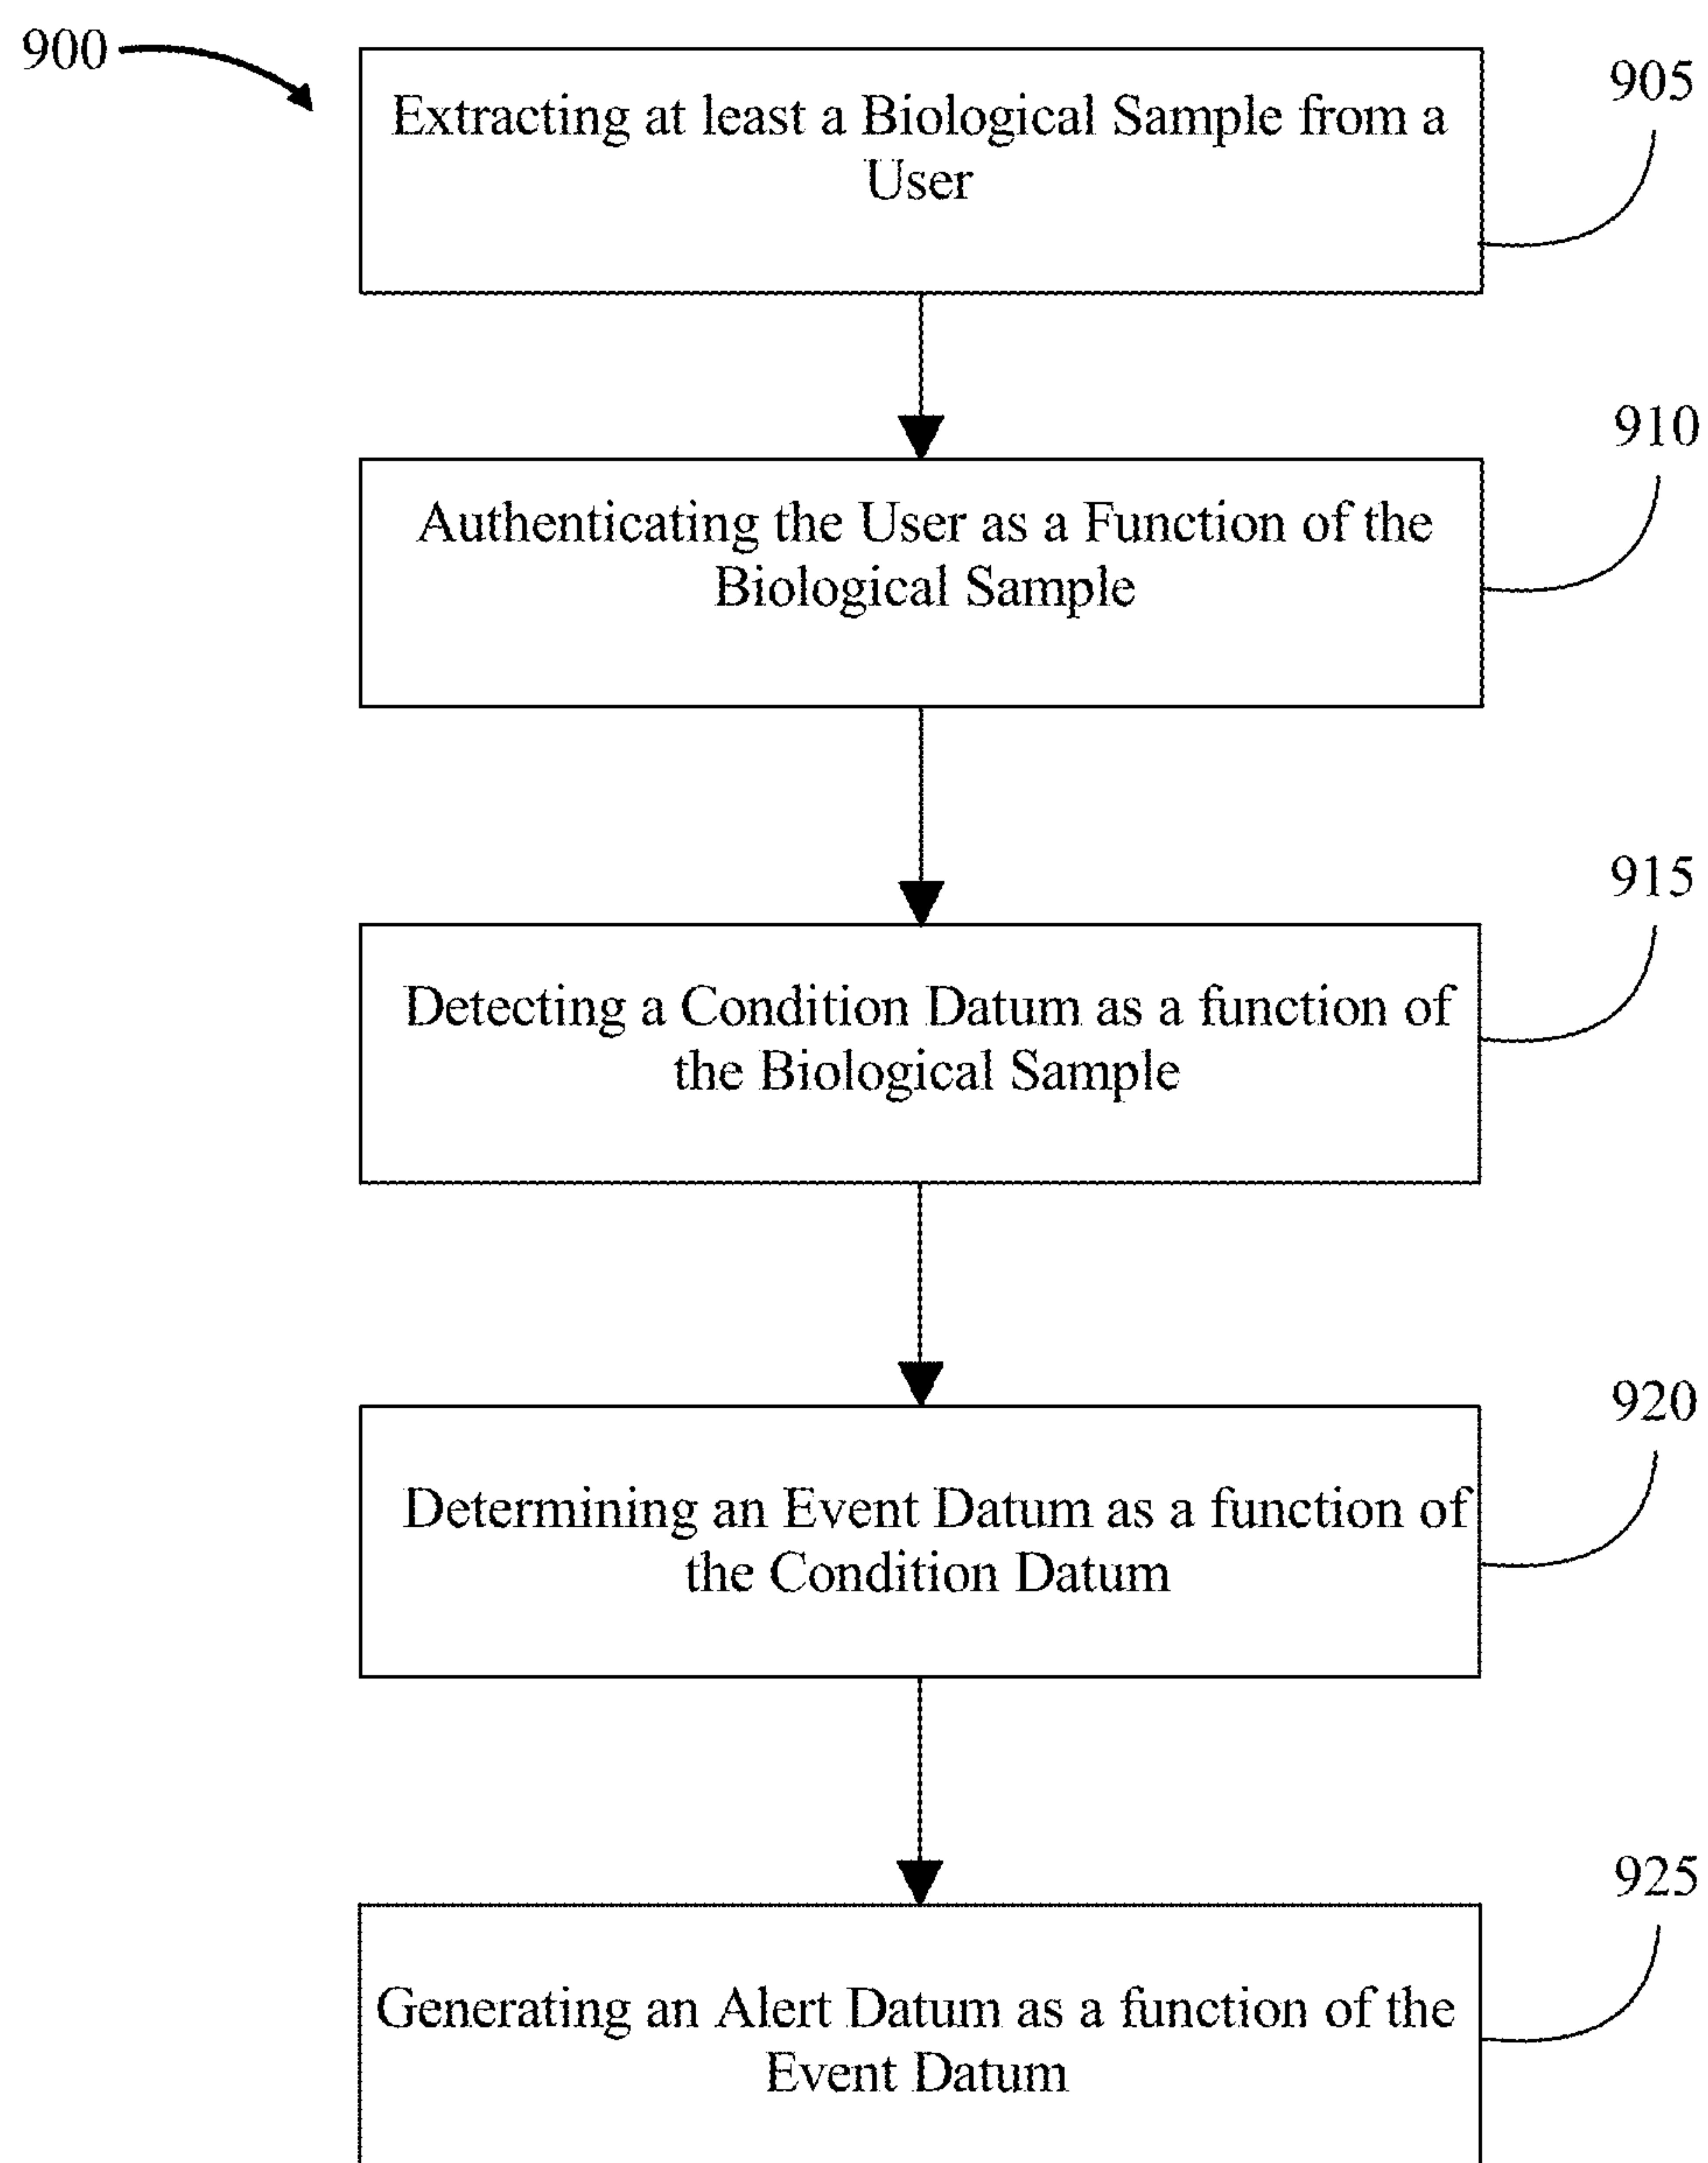 900
905
Extracting at least a Biological Sample from a
User
910
Authenticating the User as a Function of the
Biological Sample
915
Detecting a Condition Datum as a function of
the Biological Sample
920
Determining an Event Datum as a function of
the Condition Datum
925
Generating an Alert Datum as a function of the
Event Datum